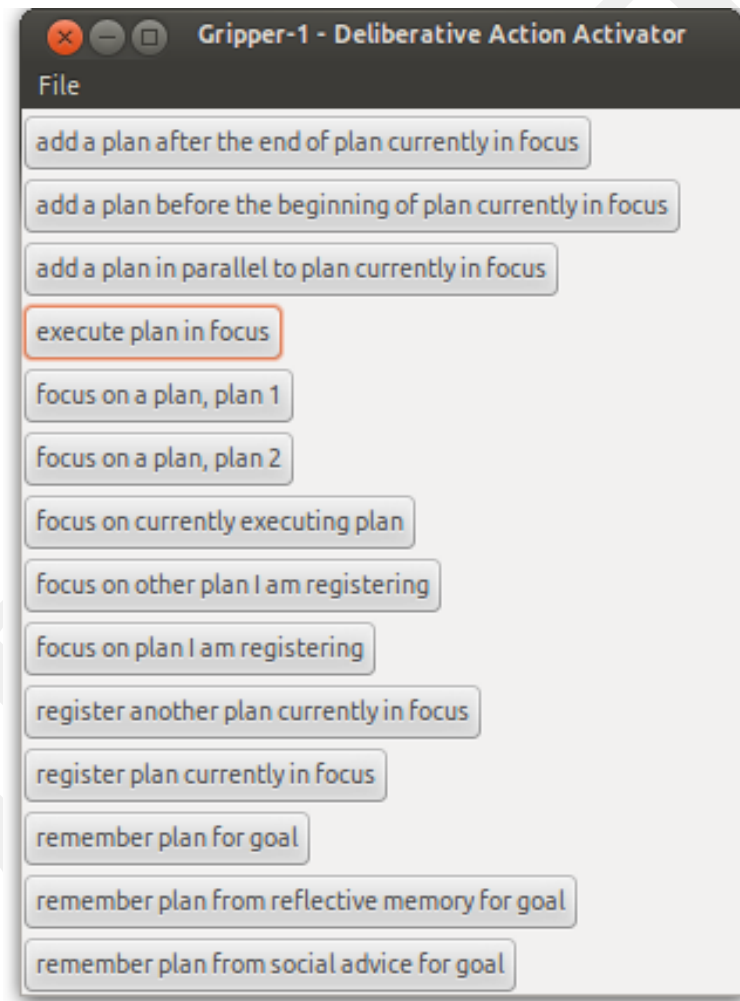 Gripper-1 - Deliberative Action Activator
File
add a plan after the end of plan currently in focus
add a plan before the beginning of plan currently in focus
add a plan in parallel to plan currently in focus
execute plan in focus
focus on a plan, plan 1
focus on a plan, plan 2
focus on currently executing plan
focus on other plan I am registering
focus on plan I am registering
register another plan currently in focus
register plan currently in focus
remember plan for goal
remember plan from reflective memory for goal
remember plan from social advice for goal